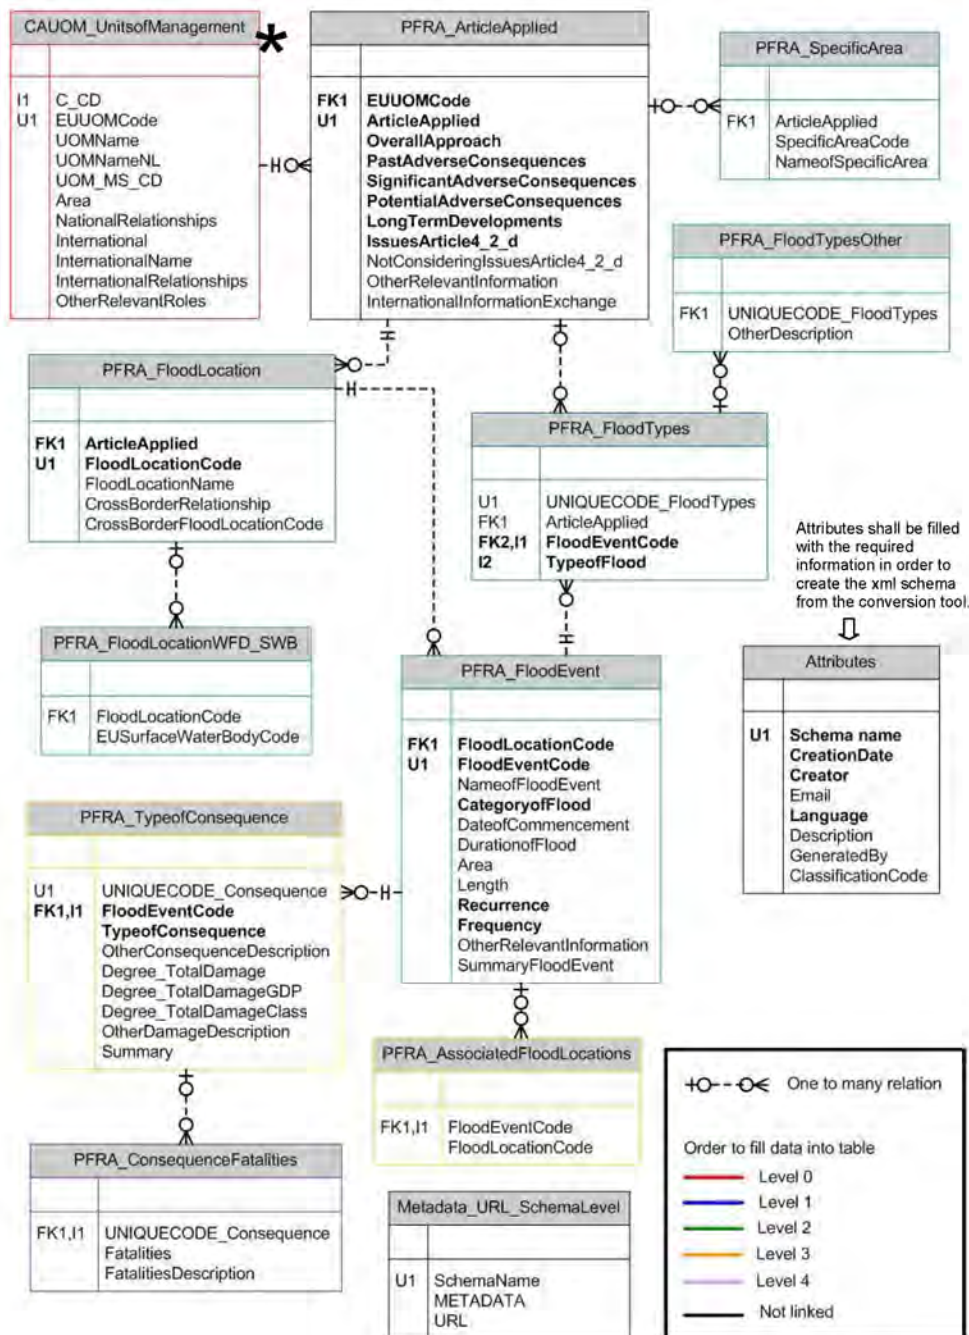 CAUOM_UnitsofManagement
*
I1 C_CD
U1 EUUOMCode
UOMName
UOMNameNL
UOM_MS_CD
Area
NationalRelationships
International
InternationalName
InternationalRelationships
OtherRelevantRoles
PFRA_ArticleApplied
FK1 EUUOMCode
U1 ArticleApplied
OverallApproach
PastAdverseConsequences
SignificantAdverseConsequences
PotentialAdverseConsequences
LongTermDevelopments
IssuesArticle4_2_d
NotConsideringIssuesArticle4_2_d
OtherRelevantInformation
InternationalInformationExchange
PFRA_SpecificArea
FK1 ArticleApplied
SpecificAreaCode
NameofSpecificArea
PFRA_FloodTypesOther
FK1 UNIQUECODE_FloodTypes
OtherDescription
PFRA_FloodLocation
FK1 ArticleApplied
U1 FloodLocationCode
FloodLocationName
CrossBorderRelationship
CrossBorderFloodLocationCode
PFRA_FloodTypes
U1 UNIQUECODE_FloodTypes
FK1 ArticleApplied
FK2,I1 FloodEventCode
I2 TypeofFlood
Attributes shall be filled
with the required
information in order to
create the xml schema
from the conversion tool.
PFRA_FloodLocationWFD_SWB
FK1 FloodLocationCode
EUSurfaceWaterBodyCode
PFRA_FloodEvent
FK1 FloodLocationCode
U1 FloodEventCode
NameofFloodEvent
CategoryofFlood
DateofCommencement
DurationofFlood
Area
Length
Recurrence
Frequency
OtherRelevantInformation
SummaryFloodEvent
Attributes
U1 Schema name
CreationDate
Creator
Email
Language
Description
GeneratedBy
ClassificationCode
PFRA_TypeofConsequence
U1 UNIQUECODE_Consequence
FK1,I1 FloodEventCode
TypeofConsequence
OtherConsequenceDescription
Degree_TotalDamage
Degree_TotalDamageGDP
Degree_TotalDamageClass
OtherDamageDescription
Summary
PFRA_AssociatedFloodLocations
FK1,I1 FloodEventCode
FloodLocationCode
PFRA_ConsequenceFatalities
FK1,I1 UNIQUECODE_Consequence
Fatalities
FatalitiesDescription
Metadata_URL_SchemaLevel
U1 SchemaName
METADATA
URL
One to many relation
Order to fill data into table
Level 0
Level 1
Level 2
Level 3
Level 4
Not linked